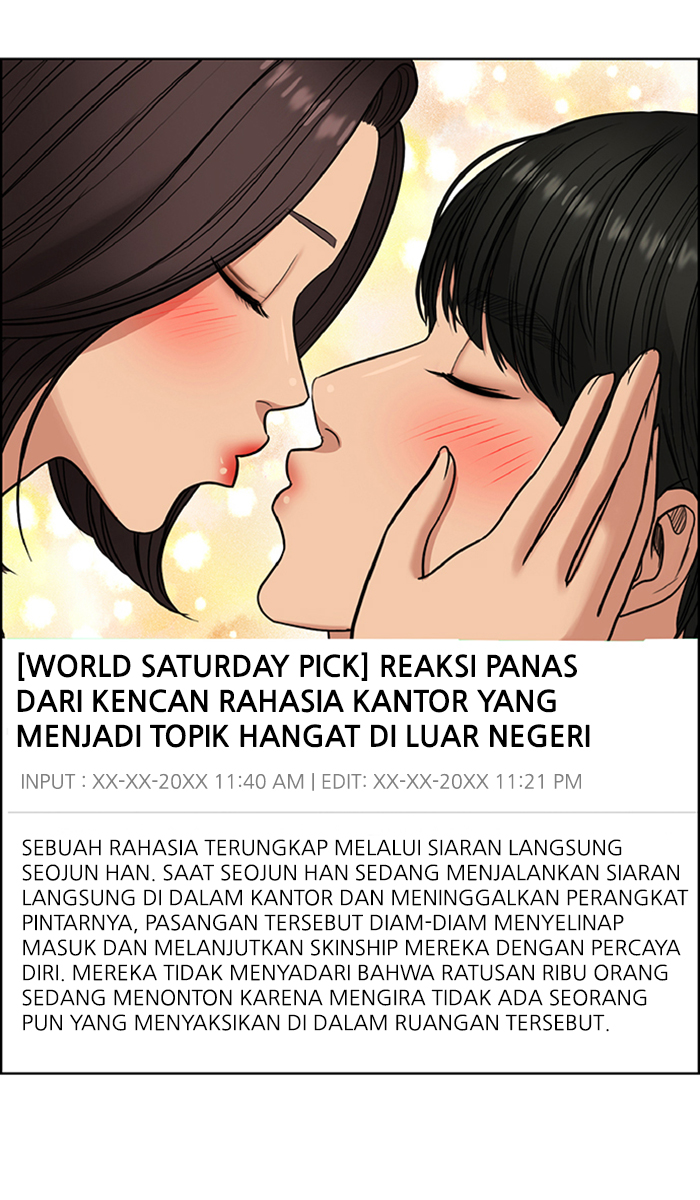 [WORLD SATURDAY PICK] REAKSI PANAS
DARI KENCAN RAHASIA KANTOR YANG
MENJADI TOPIK HANGAT DI LUAR NEGERI
INPUT : XX-XX-20XX 11:40 AM | EDIT: XX-XX-20XX 11:21 PM
SEBUAH RAHASIA TERUNGKAP MELALUI SIARAN LANGSUNG
SEOJUN HAN. SAAT SEOJUN HAN SEDANG MENJALANKAN SIARAN
LANGSUNG DI DALAM KANTOR DAN MENINGGALKAN PERANGKAT
PINTARNYA, PASANGAN TERSEBUT DIAM-DIAM MENYELINAP
MASUK DAN MELANJUTKAN SKINSHIP MEREKA DENGAN PERCAYA
DIRI. MEREKA TIDAK MENYADARI BAHWA RATUSAN RIBU ORANG
SEDANG MENONTON KARENA MENGIRA TIDAK ADA SEORANG
PUN YANG MENYAKSIKAN DI DALAM RUANGAN TERSEBUT.